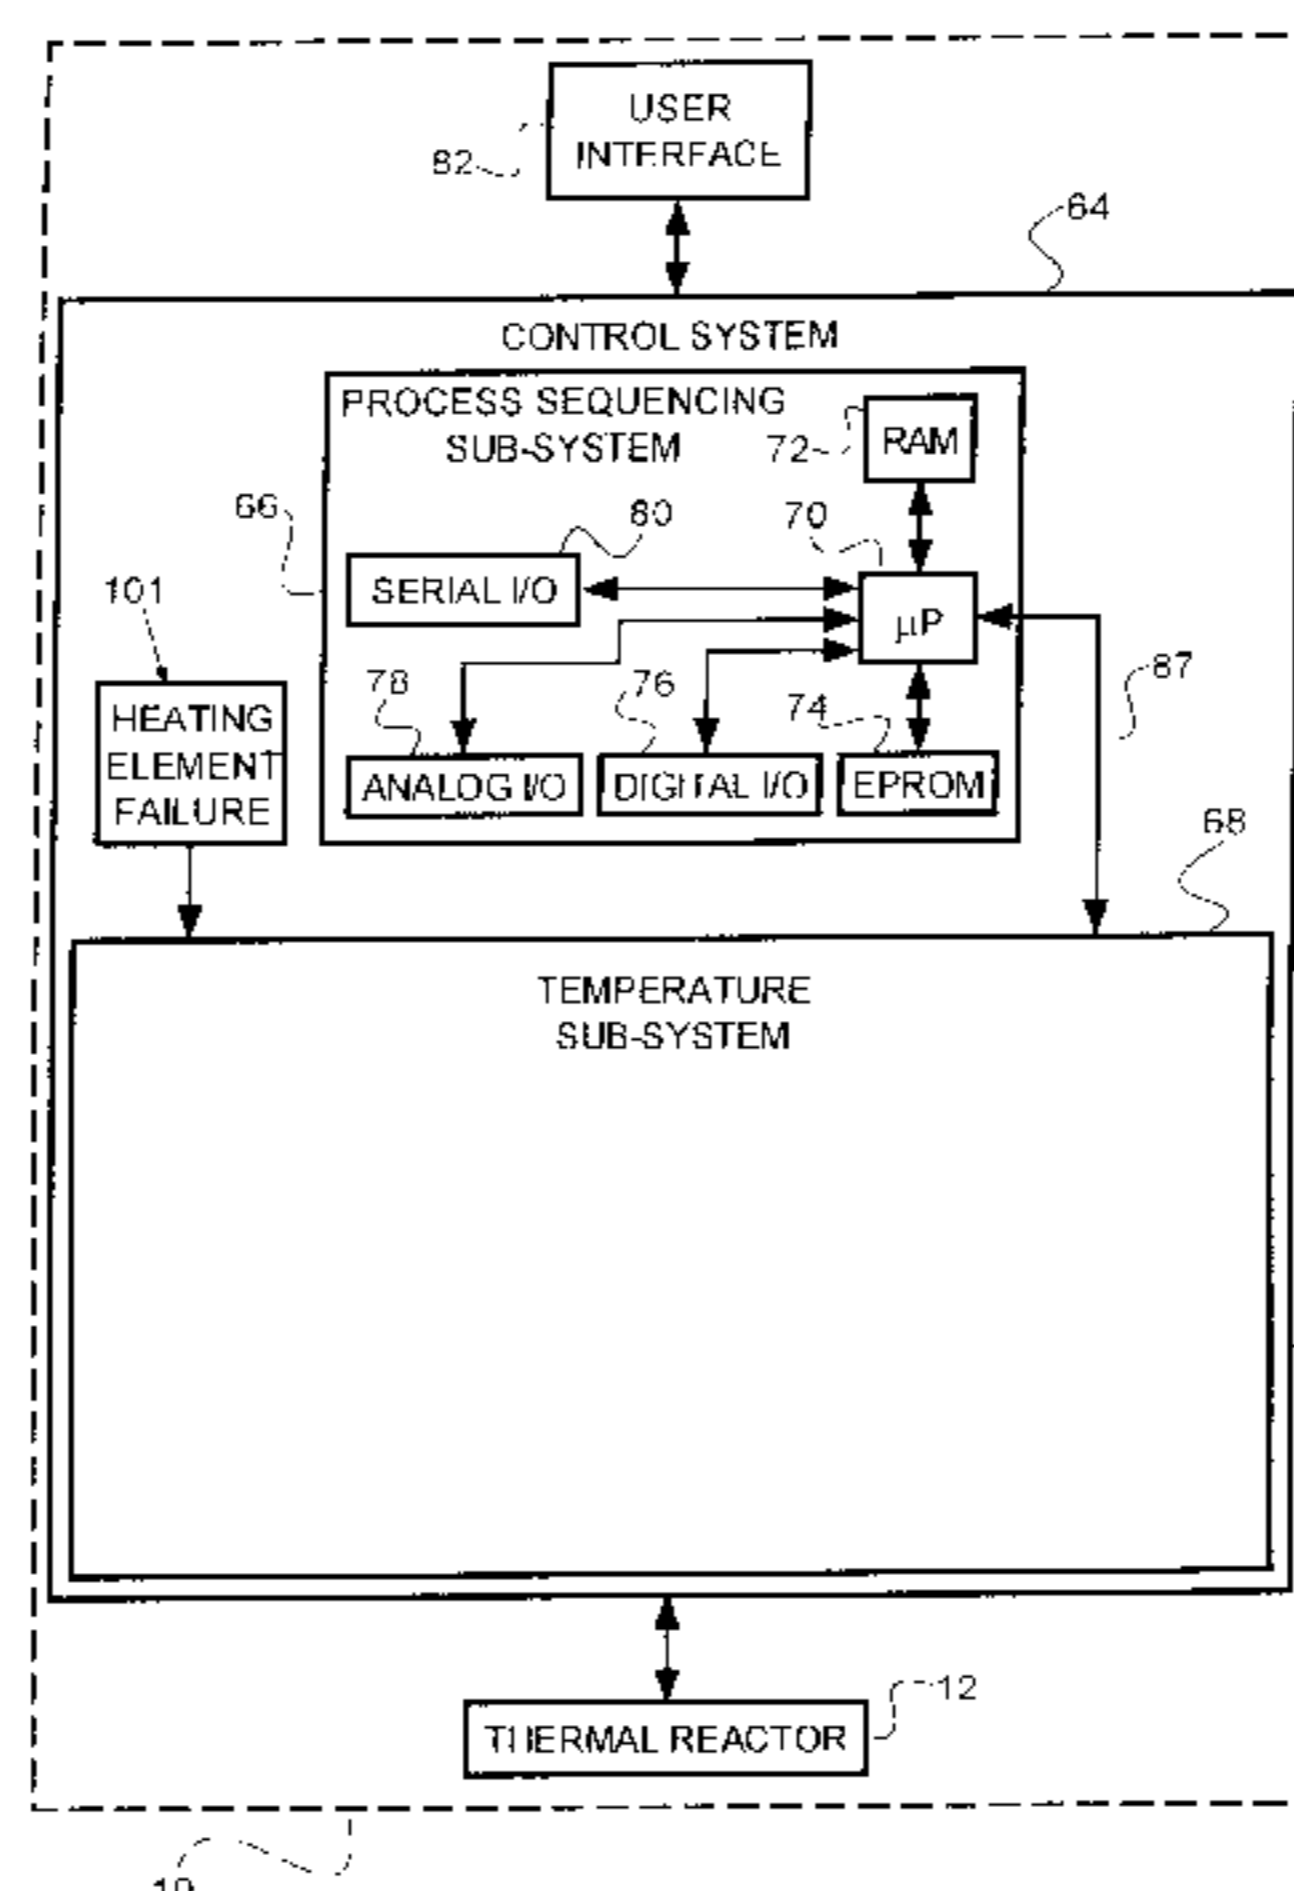 USER
INTERFACE
82
64
CONTROL SYSTEM
PROCESS SEQUENCING
SUB-SYSTEM
72
RAM
66
80
70
101
SERIAL I/O
μP
HEATING
ELEMENT
FAILURE
78
76
74
87
ANALOG I/O
DIGITAL I/O
EPROM
68
TEMPERATURE
SUB-SYSTEM
12
THERMAL REACTOR